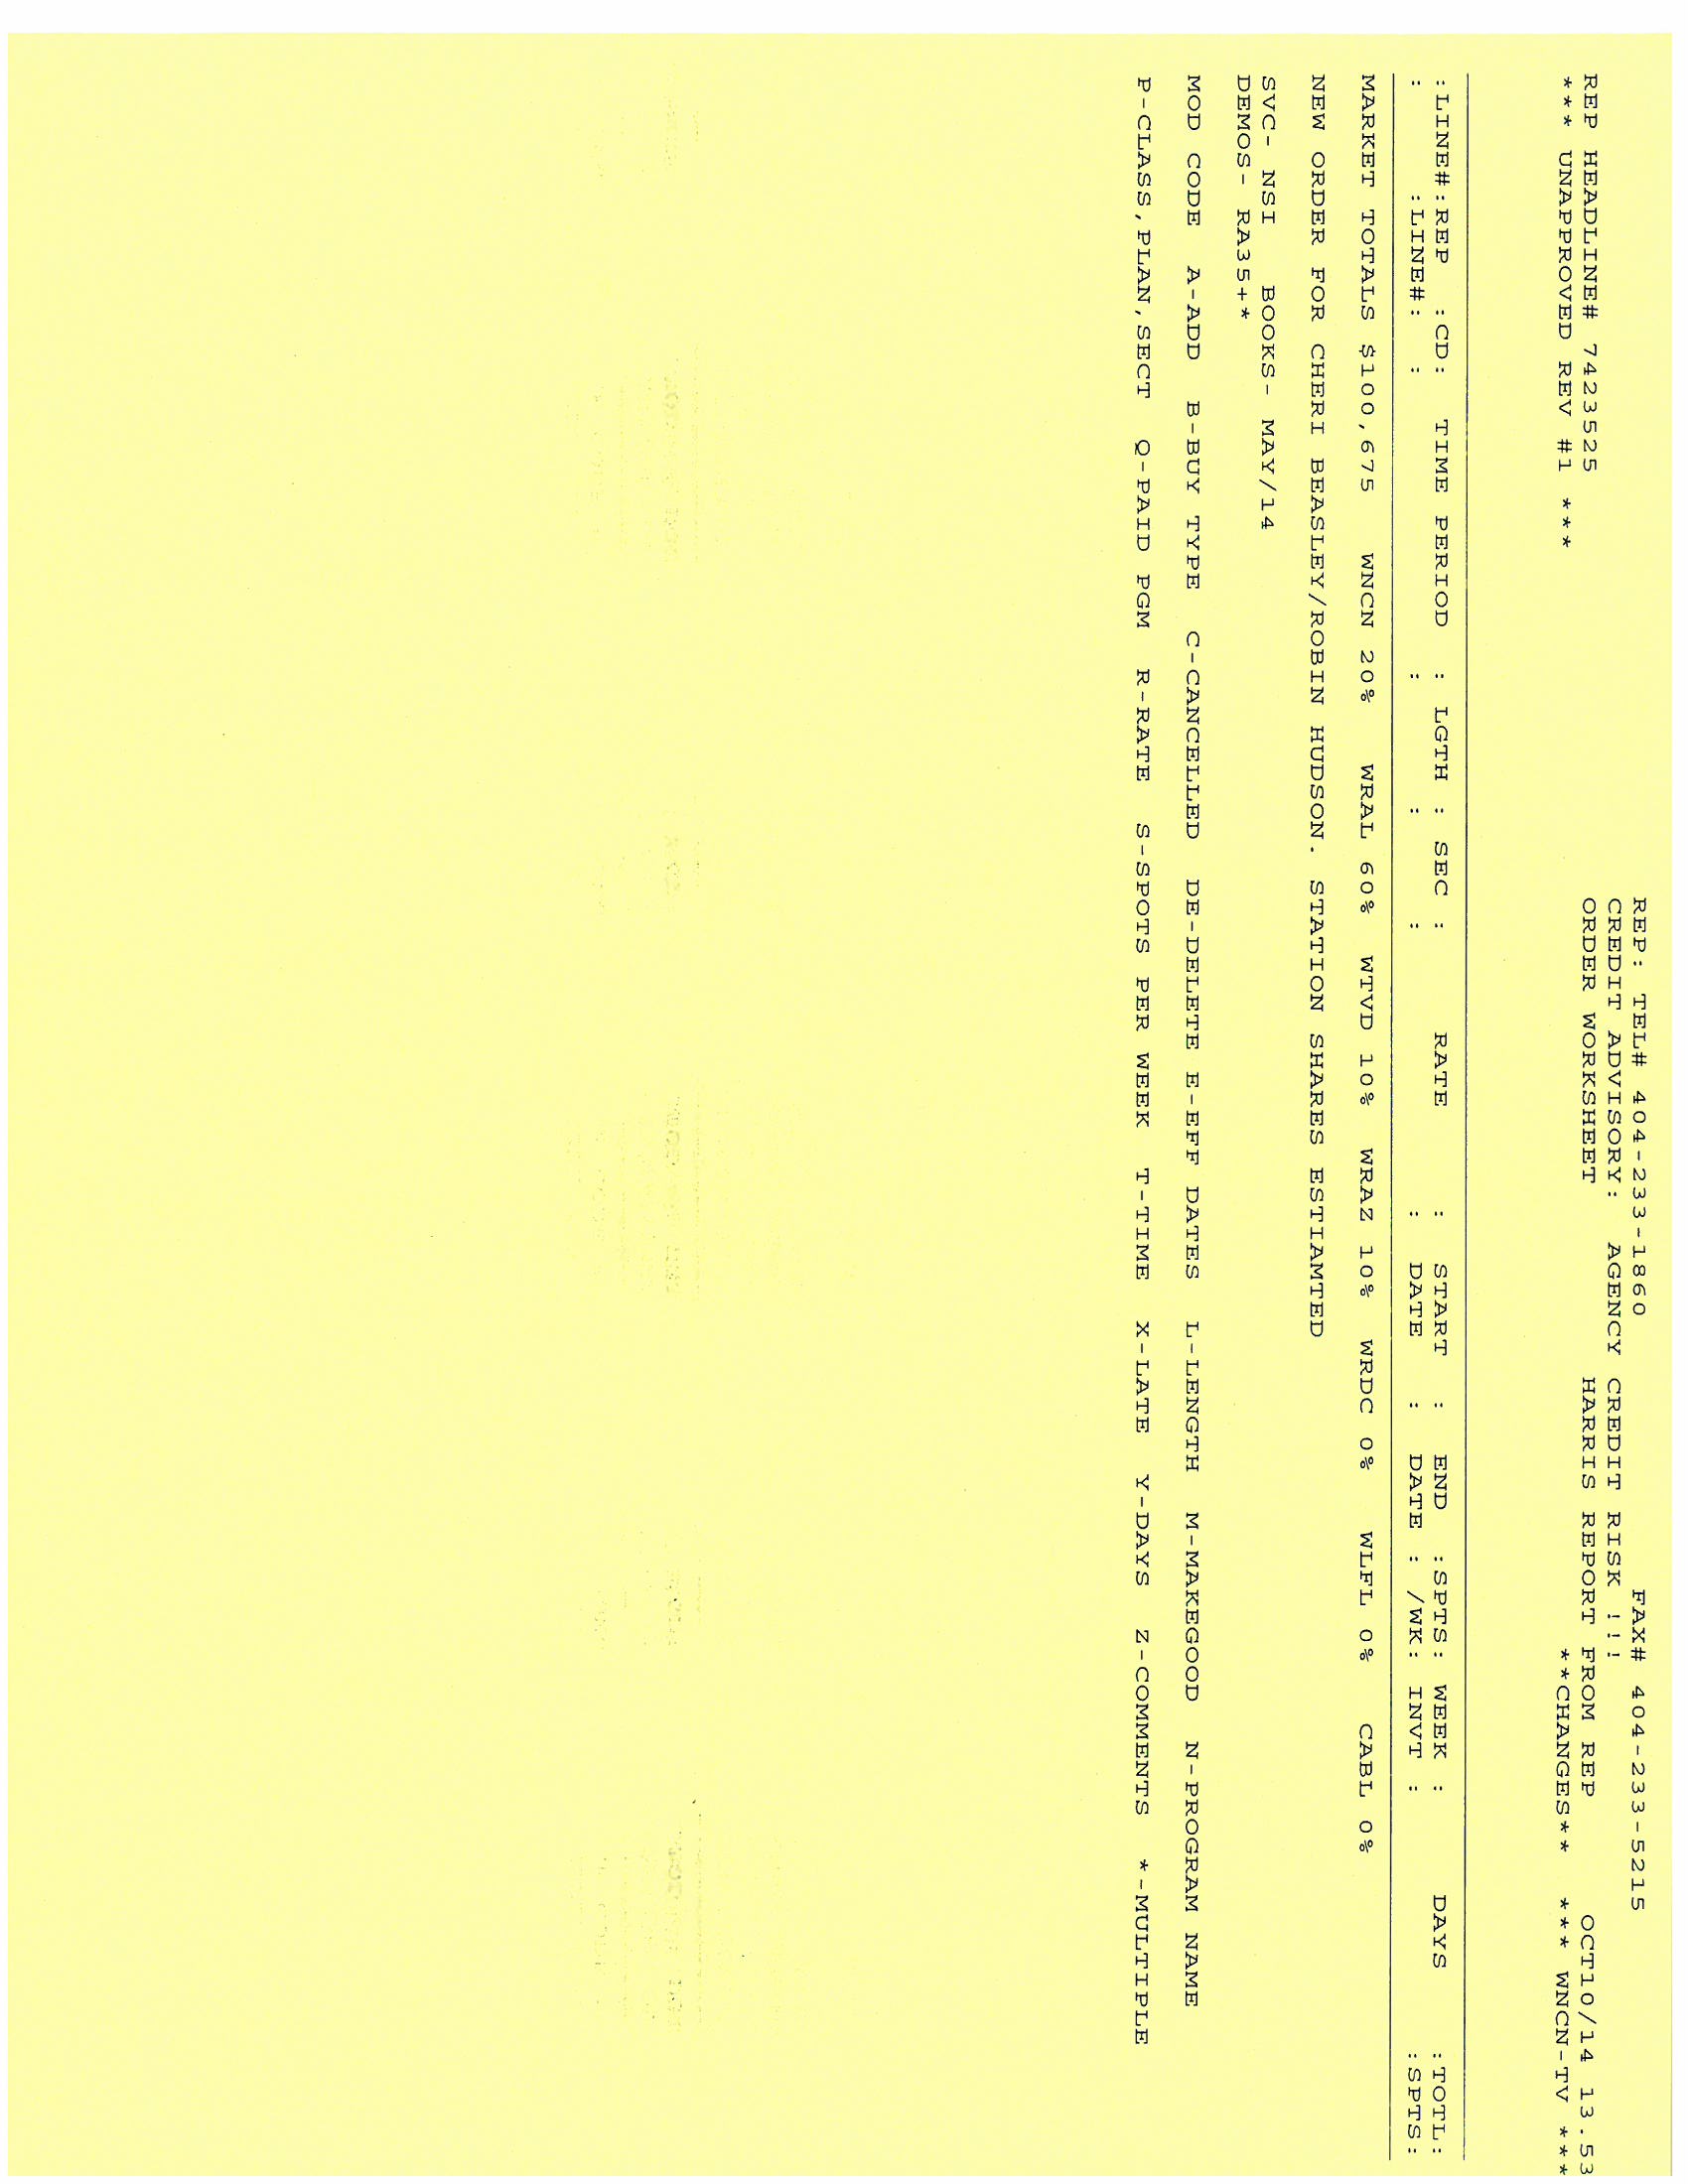 REP: TEL# 404-233-1860 FAX# 404-233-5215
CREDIT ADVISORY: AGENCY CREDIT RISK !!!
REP HEADLINE# 7423525 ORDER WORKSHEET HARRIS REPORT FROM REP OCT10/14 13.53
*** UNAPPROVED REV #1 *** **CHANGES** *** WNCN-TV ***
:LINE#:REP :CD: TIME PERIOD : LGTH : SEC : RATE : START : END :SPTS: WEEK : DAYS :TOTL:
: :LINE#: : : : : : DATE : DATE : /WK: INVT : :SPTS:
MARKET TOTALS $100,675 WNCN 20% WRAL 60% WTVD 10% WRAZ 10% WRDC 0% WLFL 0% CABL 0%
NEW ORDER FOR CHERI BEASLEY/ROBIN HUDSON. STATION SHARES ESTIAMTED
SVC- NSI BOOKS- MAY/14
DEMOS- RA35+*
MOD CODE A-ADD B-BUY TYPE C-CANCELLED DE-DELETE E-EFF DATES L-LENGTH M-MAKEGOOD N-PROGRAM NAME
P-CLASS,PLAN,SECT Q-PAID PGM R-RATE S-SPOTS PER WEEK T-TIME X-LATE Y-DAYS Z-COMMENTS *-MULTIPLE